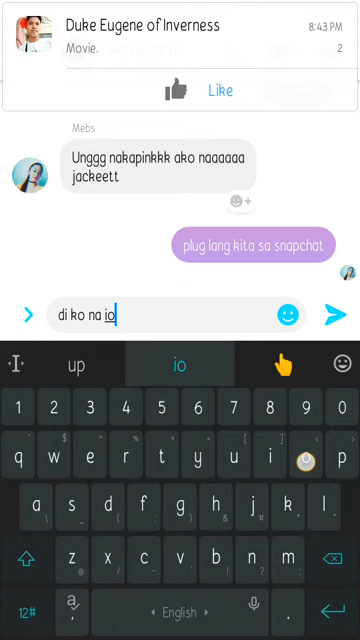 Duke Eugene of Inverness
8:43 PM
Movie.
2
Like
Mebs
Unggg nakapinkkk ako naaaaaa
jackeett
plug lang kita sa snapchat
di ko na io
up
io
1 2 3 4 5 6 7 8 9 0
q w e r t y u i p
a s d f g h j k l
z x c v b n m
12#
English